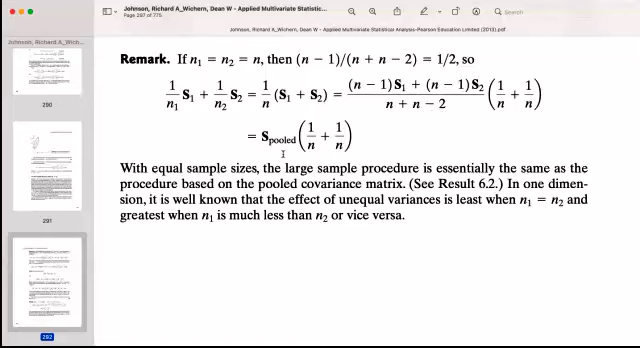 Johnson, Richard A_Wichern, Dean W - Applied Multivariate Statistic...
Page 297 of 775
Search
Johnson, Richard A_Wichern, Dean W - Applied Multivariate Statistical Analysis-Pearson Education Limited (2013).pdf
Johnson, Richard A_Wich...
290
291
292
Remark. If n₁ = n₂ = n, then (n − 1)/(n + n − 2) = 1/2, so
1/n₁ S₁ + 1/n₂ S₂ = 1/n (S₁ + S₂) = ((n − 1) S₁ + (n − 1) S₂)/(n + n − 2) (1/n + 1/n)
= S_pooled (1/n + 1/n)
With equal sample sizes, the large sample procedure is essentially the same as the
procedure based on the pooled covariance matrix. (See Result 6.2.) In one dimen-
sion, it is well known that the effect of unequal variances is least when n₁ = n₂ and
greatest when n₁ is much less than n₂ or vice versa.